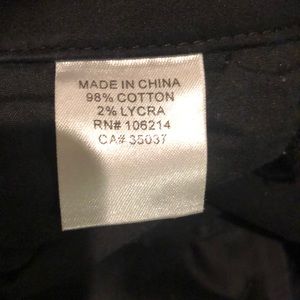 MADE IN CHINA
98% COTTON
2% LYCRA
RN# 106214
CA# 35037